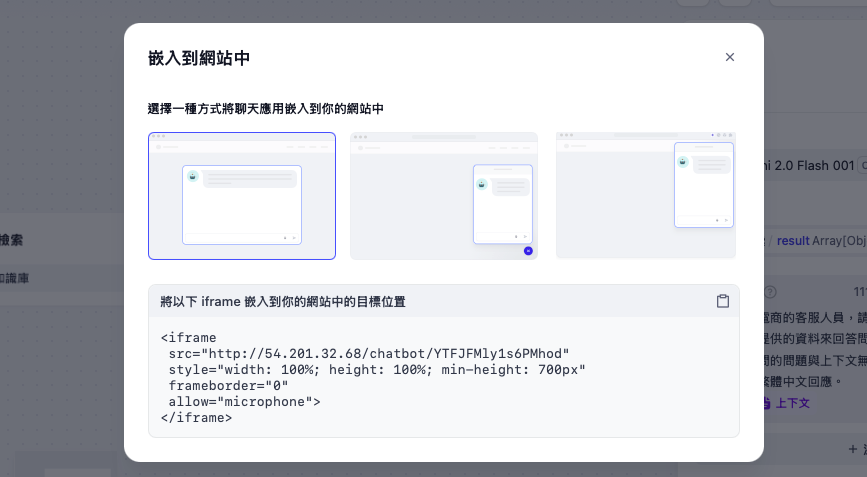 嵌入到網站中
選擇一種方式將聊天應用嵌入到你的網站中
將以下 iframe 嵌入到你的網站中的目標位置
<iframe
src="http://54.201.32.68/chatbot/YTFJFMly1s6PMhod"
style="width: 100%; height: 100%; min-height: 700px"
frameborder="0"
allow="microphone">
</iframe>
檢索
識庫
2.0 Flash 001
/ result Array[Obj
電商的客服人員，請
提供的資料來回答問
問的問題與上下文無
繁體中文回應。
上下文